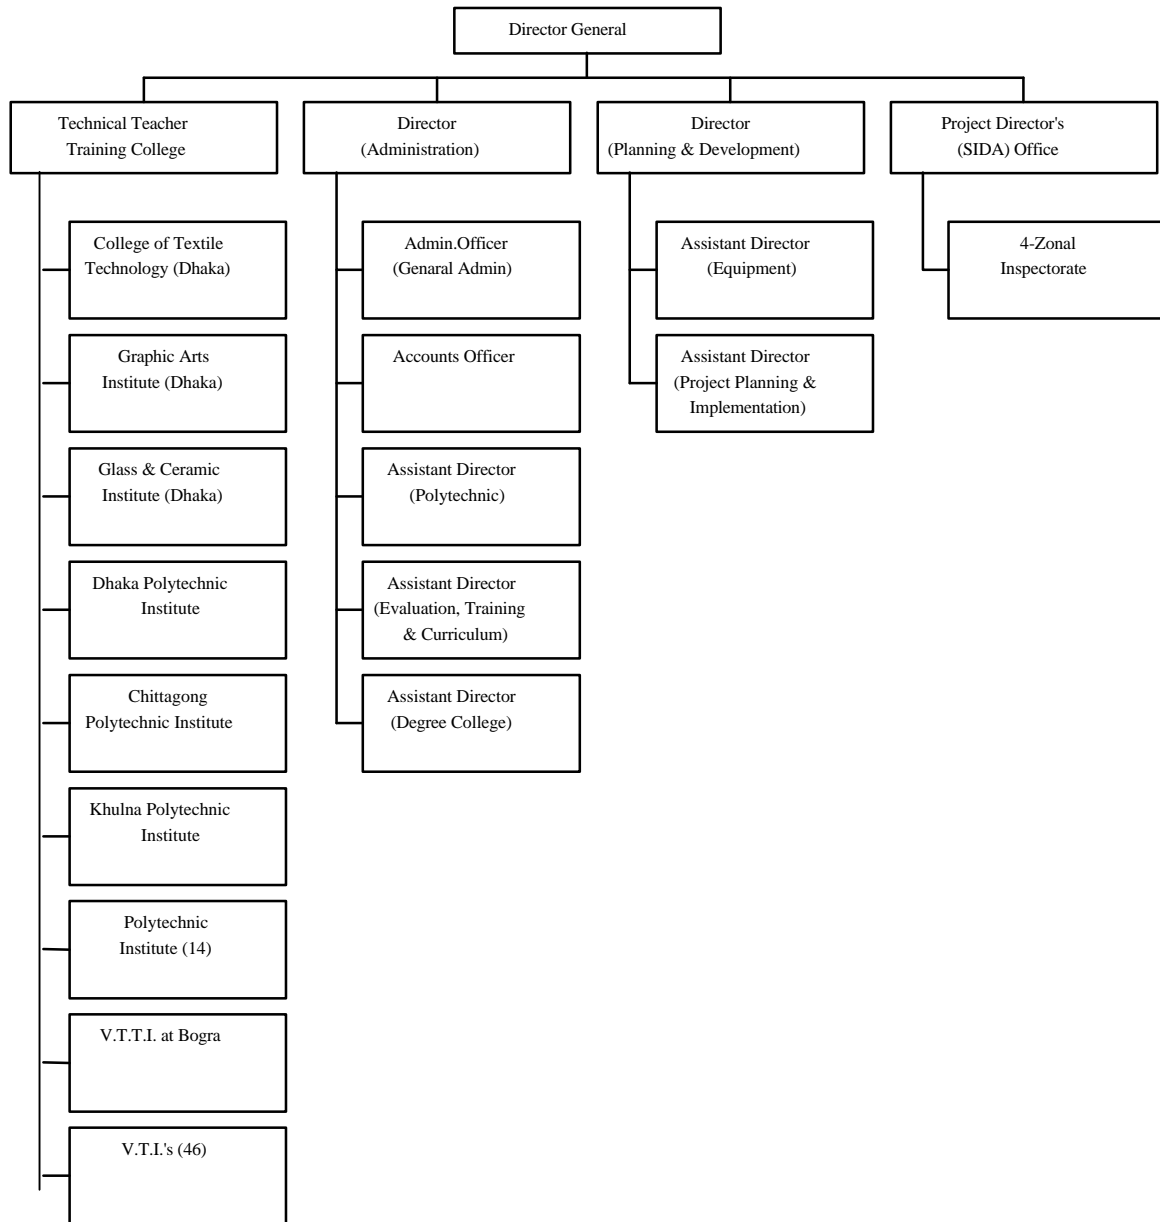 Director General
Technical Teacher
Training College
Director
(Administration)
Director
(Planning & Development)
Project Director's
(SIDA) Office
College of Textile
Technology (Dhaka)
Graphic Arts
Institute (Dhaka)
Glass & Ceramic
Institute (Dhaka)
Dhaka Polytechnic
Institute
Chittagong
Polytechnic Institute
Khulna Polytechnic
Institute
Polytechnic
Institute (14)
V.T.T.I. at Bogra
V.T.I.'s (46)
Admin.Officer
(Genaral Admin)
Accounts Officer
Assistant Director
(Polytechnic)
Assistant Director
(Evaluation, Training
& Curriculum)
Assistant Director
(Degree College)
Assistant Director
(Equipment)
Assistant Director
(Project Planning &
Implementation)
4-Zonal
Inspectorate